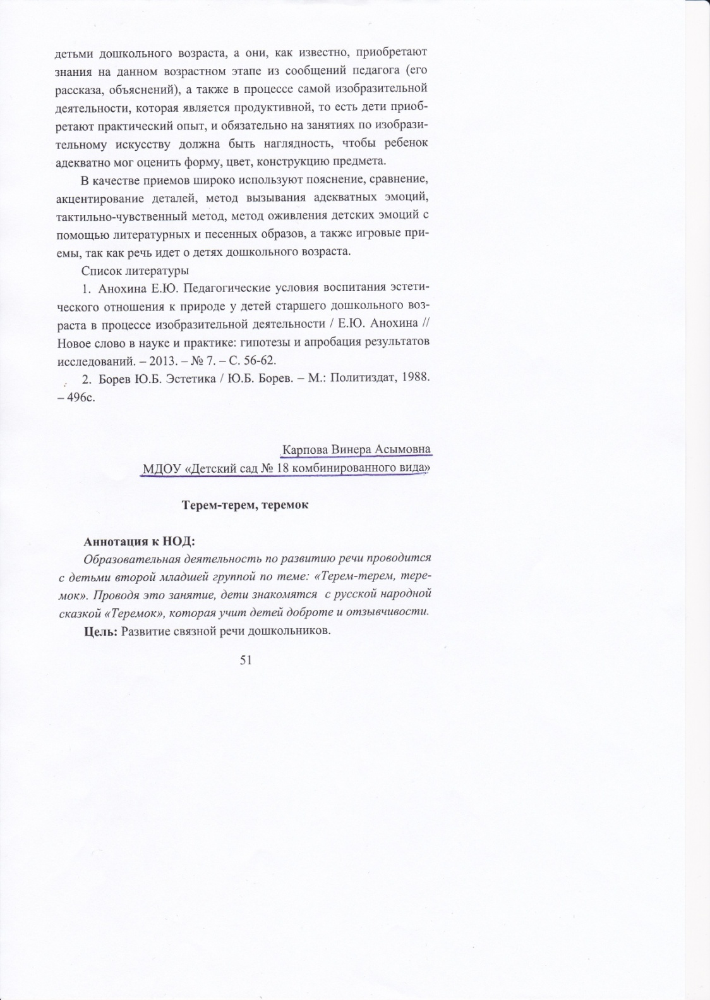 детьми дошкольного возраста, а они, как известно, приобретают
знания на данном возрастном этапе из сообщений педагога (его
рассказа, объяснений), а также в процессе самой изобразительной
деятельности, которая является продуктивной, то есть дети приоб-
ретают практический опыт, и обязательно на занятиях по изобрази-
тельному искусству должна быть наглядность, чтобы ребенок
адекватно мог оценить форму, цвет, конструкцию предмета.
В качестве приемов широко используют пояснение, сравнение,
акцентирование деталей, метод вызывания адекватных эмоций,
тактильно-чувственный метод, метод оживления детских эмоций с
помощью литературных и песенных образов, а также игровые при-
емы, так как речь идет о детях дошкольного возраста.
Список литературы
1. Анохина Е.Ю. Педагогические условия воспитания эстети-
ческого отношения к природе у детей старшего дошкольного воз-
раста в процессе изобразительной деятельности / Е.Ю. Анохина //
Новое слово в науке и практике: гипотезы и апробация результатов
исследований. – 2013. – № 7. – С. 56-62.
2. Борев Ю.Б. Эстетика / Ю.Б. Борев. – М.: Политиздат, 1988.
– 496с.
Карпова Винера Асымовна
МДОУ «Детский сад № 18 комбинированного вида»
Терем-терем, теремок
Аннотация к НОД:
Образовательная деятельность по развитию речи проводится
с детьми второй младшей группой по теме: «Терем-терем, тере-
мок». Проводя это занятие, дети знакомятся с русской народной
сказкой «Теремок», которая учит детей доброте и отзывчивости.
Цель: Развитие связной речи дошкольников.
51